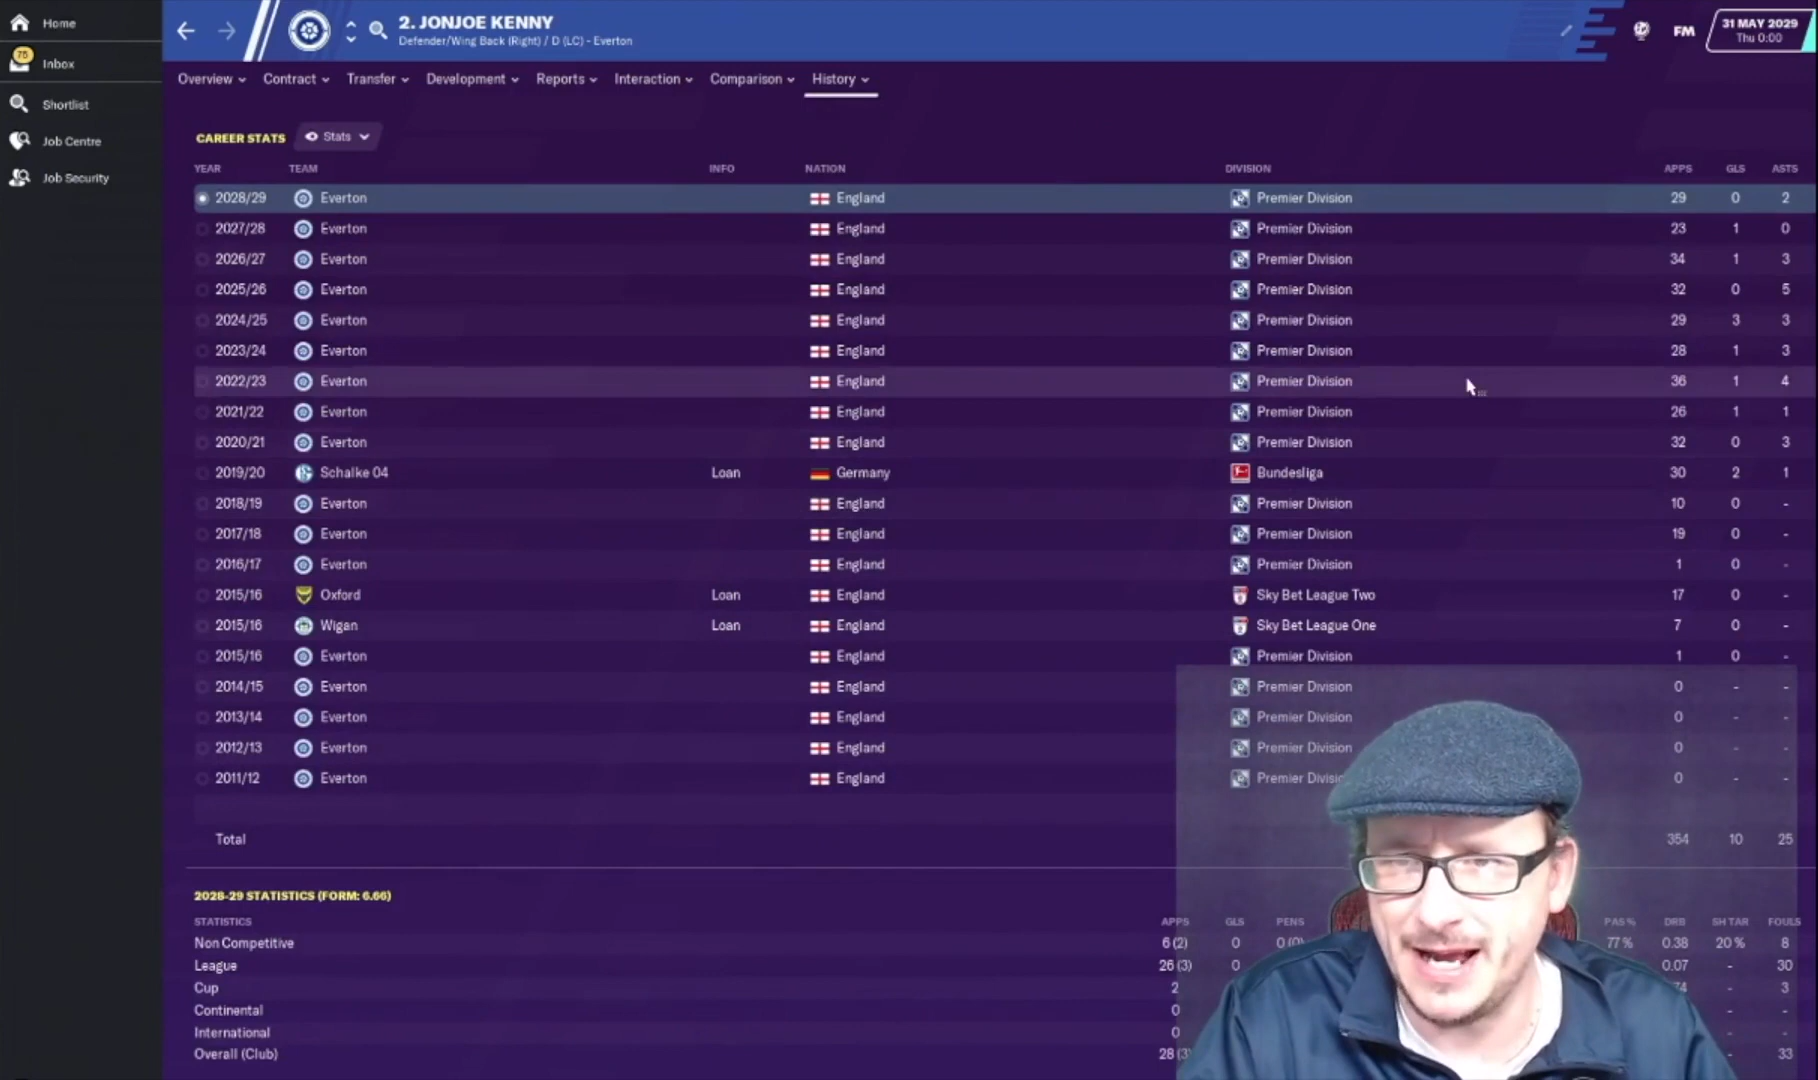 Home
Inbox
75
Shortlist
Job Centre
Job Security
2. JONJOE KENNY
Defender/Wing Back (Right) / D (LC) - Everton
FM
31 MAY 2029
Thu 0:00
Overview Contract Transfer Development Reports Interaction Comparison History
CAREER STATS Stats
YEAR TEAM INFO NATION DIVISION APPS GLS ASTS
2028/29 Everton England Premier Division 29 0 2
2027/28 Everton England Premier Division 23 1 0
2026/27 Everton England Premier Division 34 1 3
2025/26 Everton England Premier Division 32 0 5
2024/25 Everton England Premier Division 29 3 3
2023/24 Everton England Premier Division 28 1 3
2022/23 Everton England Premier Division 36 1 4
2021/22 Everton England Premier Division 26 1 1
2020/21 Everton England Premier Division 32 0 3
2019/20 Schalke 04 Loan Germany Bundesliga 30 2 1
2018/19 Everton England Premier Division 10 0 -
2017/18 Everton England Premier Division 19 0 -
2016/17 Everton England Premier Division 1 0 -
2015/16 Oxford Loan England Sky Bet League Two 17 0 -
2015/16 Wigan Loan England Sky Bet League One 7 0 -
2015/16 Everton England Premier Division 1 0 -
2014/15 Everton England Premier Division 0 - -
2013/14 Everton England Premier Division 0 - -
2012/13 Everton England Premier Division 0 - -
2011/12 Everton England Premier 0 - -
Total 354 10 25
2028-29 STATISTICS (FORM: 6.66)
STATISTICS APPS GLS PENS PAS % DRB SH TAR FOULS
Non Competitive 6 (2) 0 0 (0) 77 % 0.38 20 % 8
League 26 (3) 0 0.07 - 30
Cup 2 - 3
Continental 0 - -
International 0 - -
Overall (Club) 28 (3 - 33